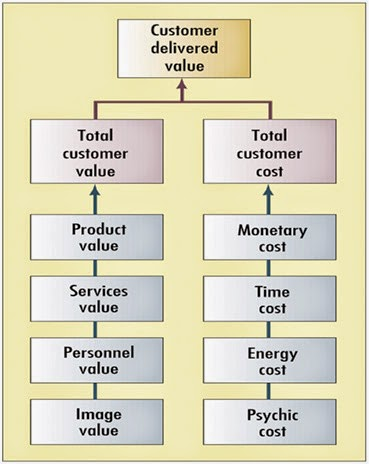 Customer
delivered
value
Total
customer
value
Total
customer
cost
Product
value
Monetary
cost
Services
value
Time
cost
Personnel
value
Energy
cost
Image
value
Psychic
cost